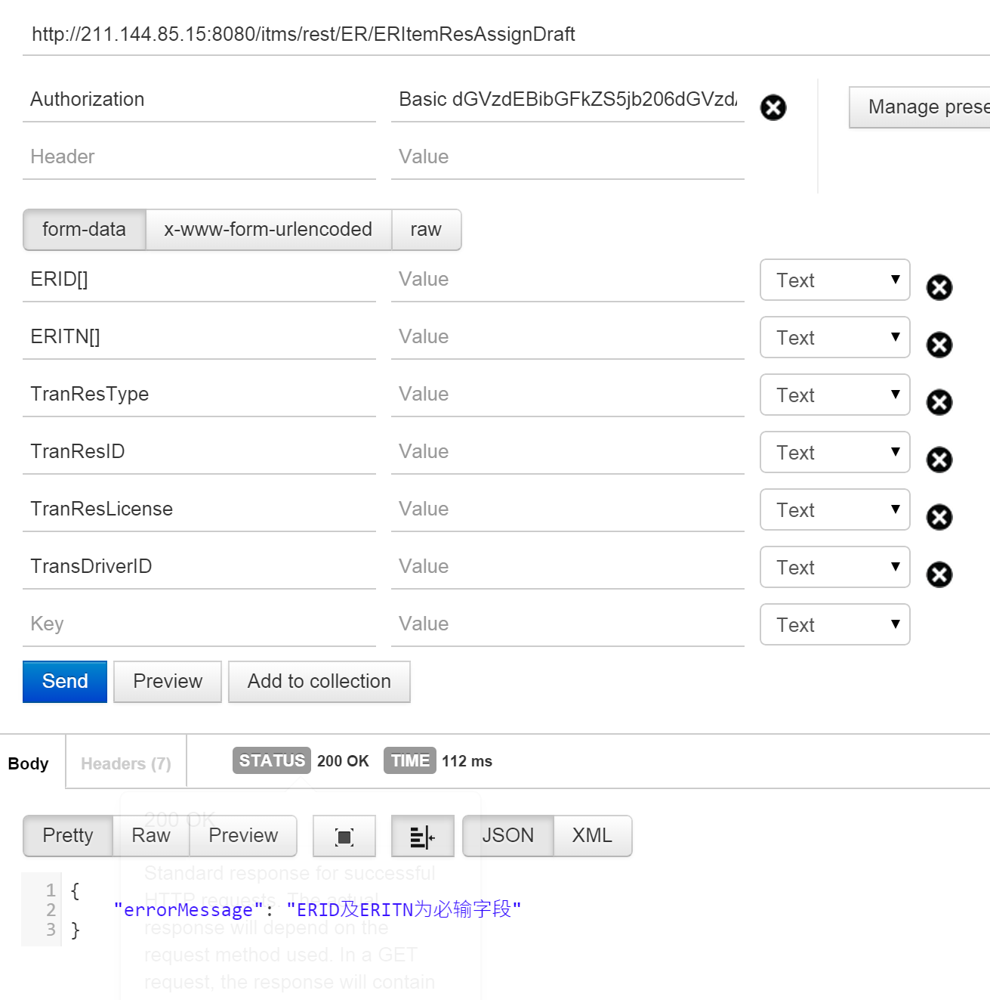 http://211.144.85.15:8080/itms/rest/ER/ERItemResAssignDraft
Authorization Basic dGVzdEBibGFkZS5jb206dGVzd Manage prese
Header Value
form-data x-www-form-urlencoded raw
ERID[] Value Text
ERITN[] Value Text
TranResType Value Text
TranResID Value Text
TranResLicense Value Text
TransDriverID Value Text
Key Value Text
Send Preview Add to collection
Body Headers (7) STATUS 200 OK TIME 112 ms
200 OK
Pretty Raw Preview JSON XML
Standard response for successful
1 {
HTTP requests. The actual
2 "errorMessage": "ERID及ERITN为必输字段"
response will depend on the
3 }
request method used. In a GET
request, the response will contain